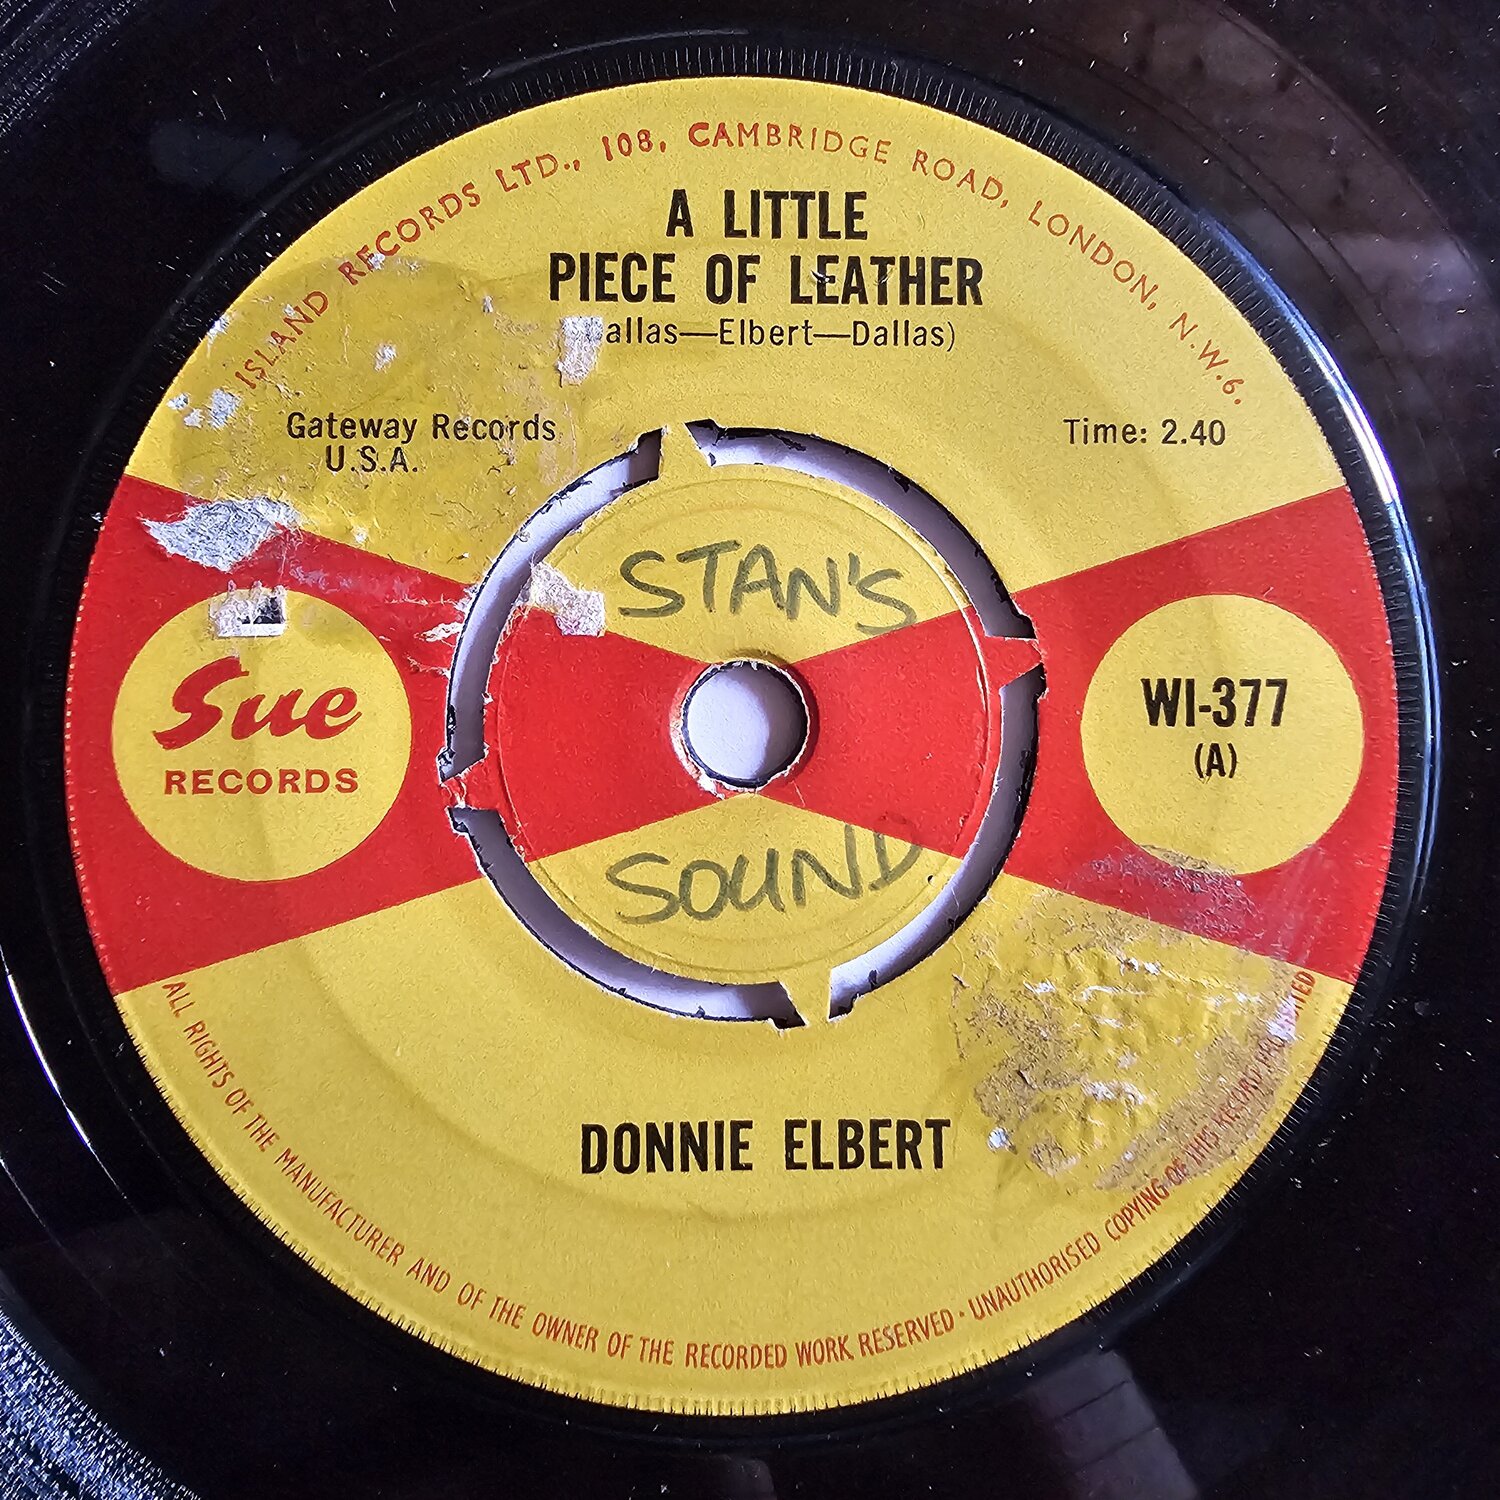 ISLAND RECORDS LTD., 108, CAMBRIDGE ROAD, LONDON, N.W.6.
A LITTLE
PIECE OF LEATHER
allas—Elbert—Dallas)
Gateway Records
U.S.A.
Time: 2.40
STAN'S
Sue
RECORDS
WI-377
(A)
SOUND
DONNIE ELBERT
ALL RIGHTS OF THE MANUFACTURER AND OF THE OWNER OF THE RECORDED WORK RESERVED · UNAUTHORISED COPYING OF THIS RECORD PROHIBITED